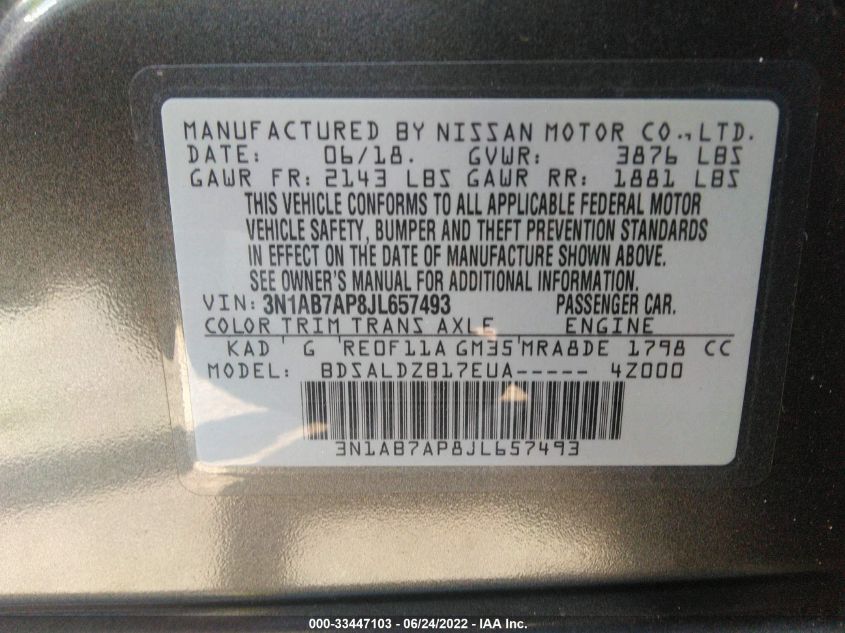 MANUFACTURED BY NISSAN MOTOR CO., LTD.
DATE: 06/18. GVWR: 3876 LBS
GAWR FR: 2143 LBS GAWR RR: 1881 LBS
THIS VEHICLE CONFORMS TO ALL APPLICABLE FEDERAL MOTOR
VEHICLE SAFETY, BUMPER AND THEFT PREVENTION STANDARDS
IN EFFECT ON THE DATE OF MANUFACTURE SHOWN ABOVE.
SEE OWNER'S MANUAL FOR ADDITIONAL INFORMATION.
VIN: 3N1AB7AP8JL657493 PASSENGER CAR.
COLOR TRIM TRANS AXLE ENGINE
KAD ' G 'RE0F11A GM35'MRA8DE 1798 CC
MODEL: BDSALDZB17EUA----- 4Z000
3N1AB7AP8JL657493
000-33447103 - 06/24/2022 - IAA Inc.